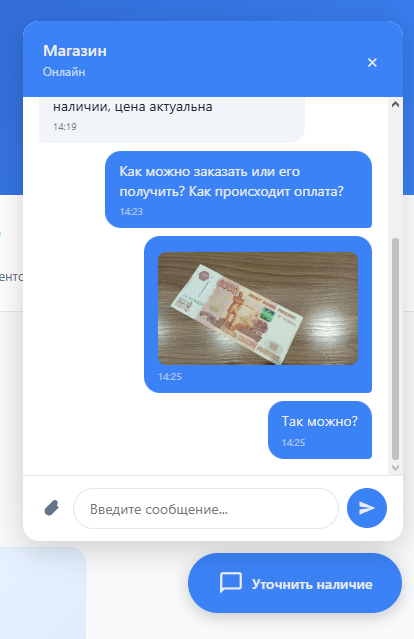 Магазин
Онлайн
наличии, цена актуальна
14:19
Как можно заказать или его
получить? Как происходит оплата?
14:23
5000
14:25
Так можно?
14:25
Введите сообщение...
Уточнить наличие